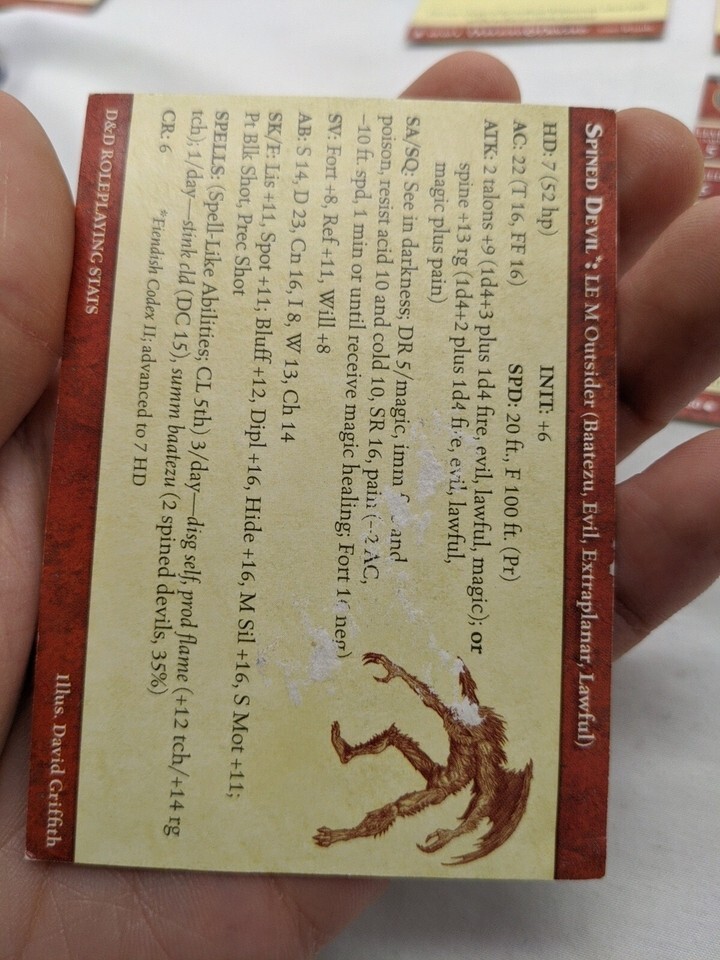 SPINED DEVIL*: LE M Outsider (Baatezu, Evil, Extraplanar, Lawful)
HD: 7 (52 hp) INIT: +6
AC: 22 (T 16, FF 16) SPD: 20 ft., F 100 ft. (Pr)
ATK: 2 talons +9 (1d4+3 plus 1d4 fire, evil, lawful, magic); or
spine +13 rg (1d4+2 plus 1d4 fire, evil, lawful,
magic plus pain)
SA/SQ: See in darkness; DR 5/magic, imm and
poison, resist acid 10 and cold 10, SR 16, pain (–2 AC,
–10 ft. spd, 1 min or until receive magic healing; Fort neg)
SV: Fort +8, Ref +11, Will +8
AB: S 14, D 23, Cn 16, I 8, W 13, Ch 14
SK/F: Lis +11, Spot +11; Bluff +12, Dipl +16, Hide +16, M Sil +16, S Mot +11;
Pt Blk Shot, Prec Shot
SPELLS: (Spell-Like Abilities; CL 5th) 3/day—disg self, prod flame (+12 tch/+14 rg
tch); 1/day—stink cld (DC 15), summ baatezu (2 spined devils, 35%)
CR: 6 *Fiendish Codex II; advanced to 7 HD
D&D ROLEPLAYING STATS Illus. David Griffith